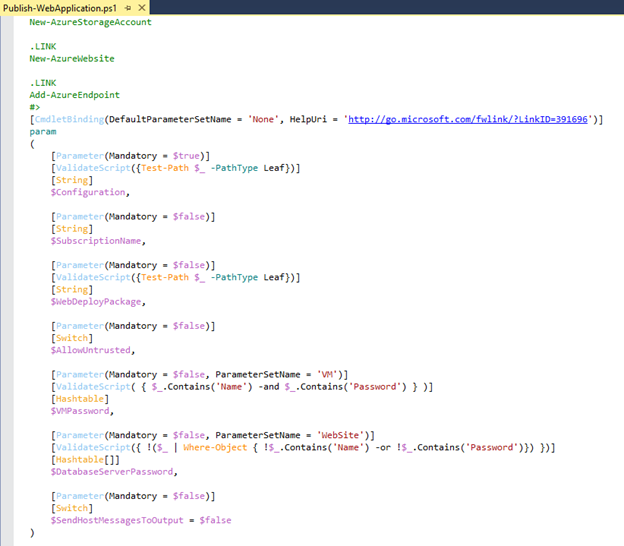 Publish-WebApplication.ps1
New-AzureStorageAccount
.LINK
New-AzureWebsite
.LINK
Add-AzureEndpoint
#>
[CmdletBinding(DefaultParameterSetName = 'None', HelpUri = 'http://go.microsoft.com/fwlink/?LinkID=391696')]
param
(
[Parameter(Mandatory = $true)]
[ValidateScript({Test-Path $_ -PathType Leaf})]
[String]
$Configuration,
[Parameter(Mandatory = $false)]
[String]
$SubscriptionName,
[Parameter(Mandatory = $false)]
[ValidateScript({Test-Path $_ -PathType Leaf})]
[String]
$WebDeployPackage,
[Parameter(Mandatory = $false)]
[Switch]
$AllowUntrusted,
[Parameter(Mandatory = $false, ParameterSetName = 'VM')]
[ValidateScript( { $_.Contains('Name') -and $_.Contains('Password') } )]
[Hashtable]
$VMPassword,
[Parameter(Mandatory = $false, ParameterSetName = 'WebSite')]
[ValidateScript({ !($_ | Where-Object { !$_.Contains('Name') -or !$_.Contains('Password')}) })]
[Hashtable[]]
$DatabaseServerPassword,
[Parameter(Mandatory = $false)]
[Switch]
$SendHostMessagesToOutput = $false
)